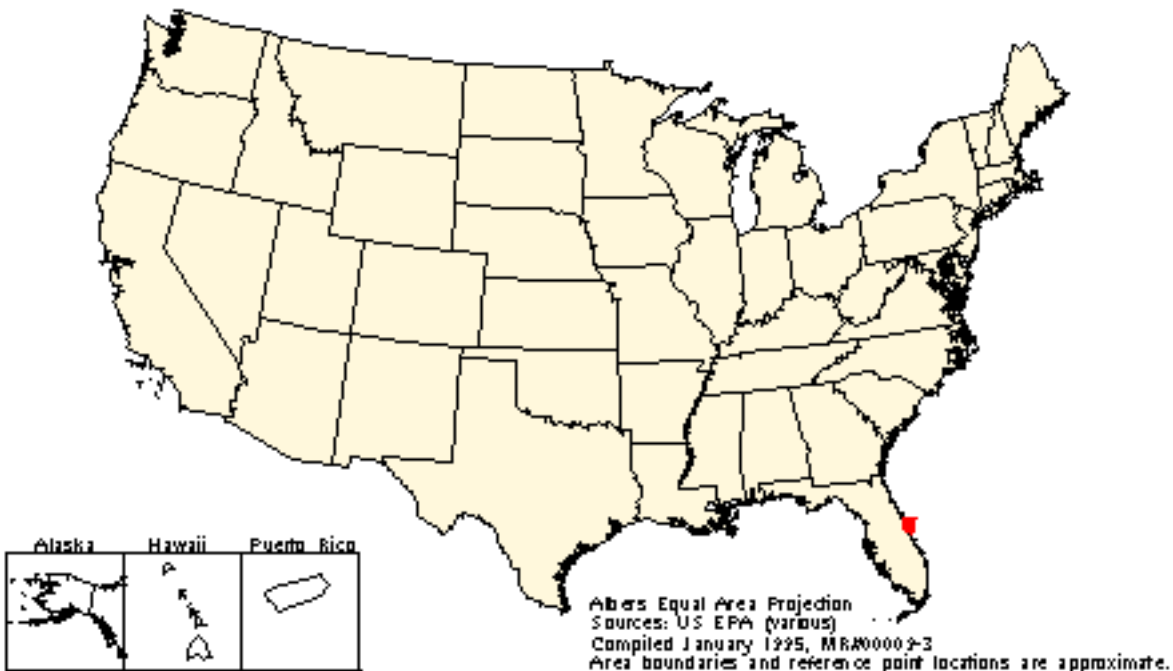 Alaska
Hawaii
Puerto Rico
Albers Equal Area Projection
Sources: US EPA (various)
Compiled January 1995, MR#00009-3
Area boundaries and reference point locations are approximate.